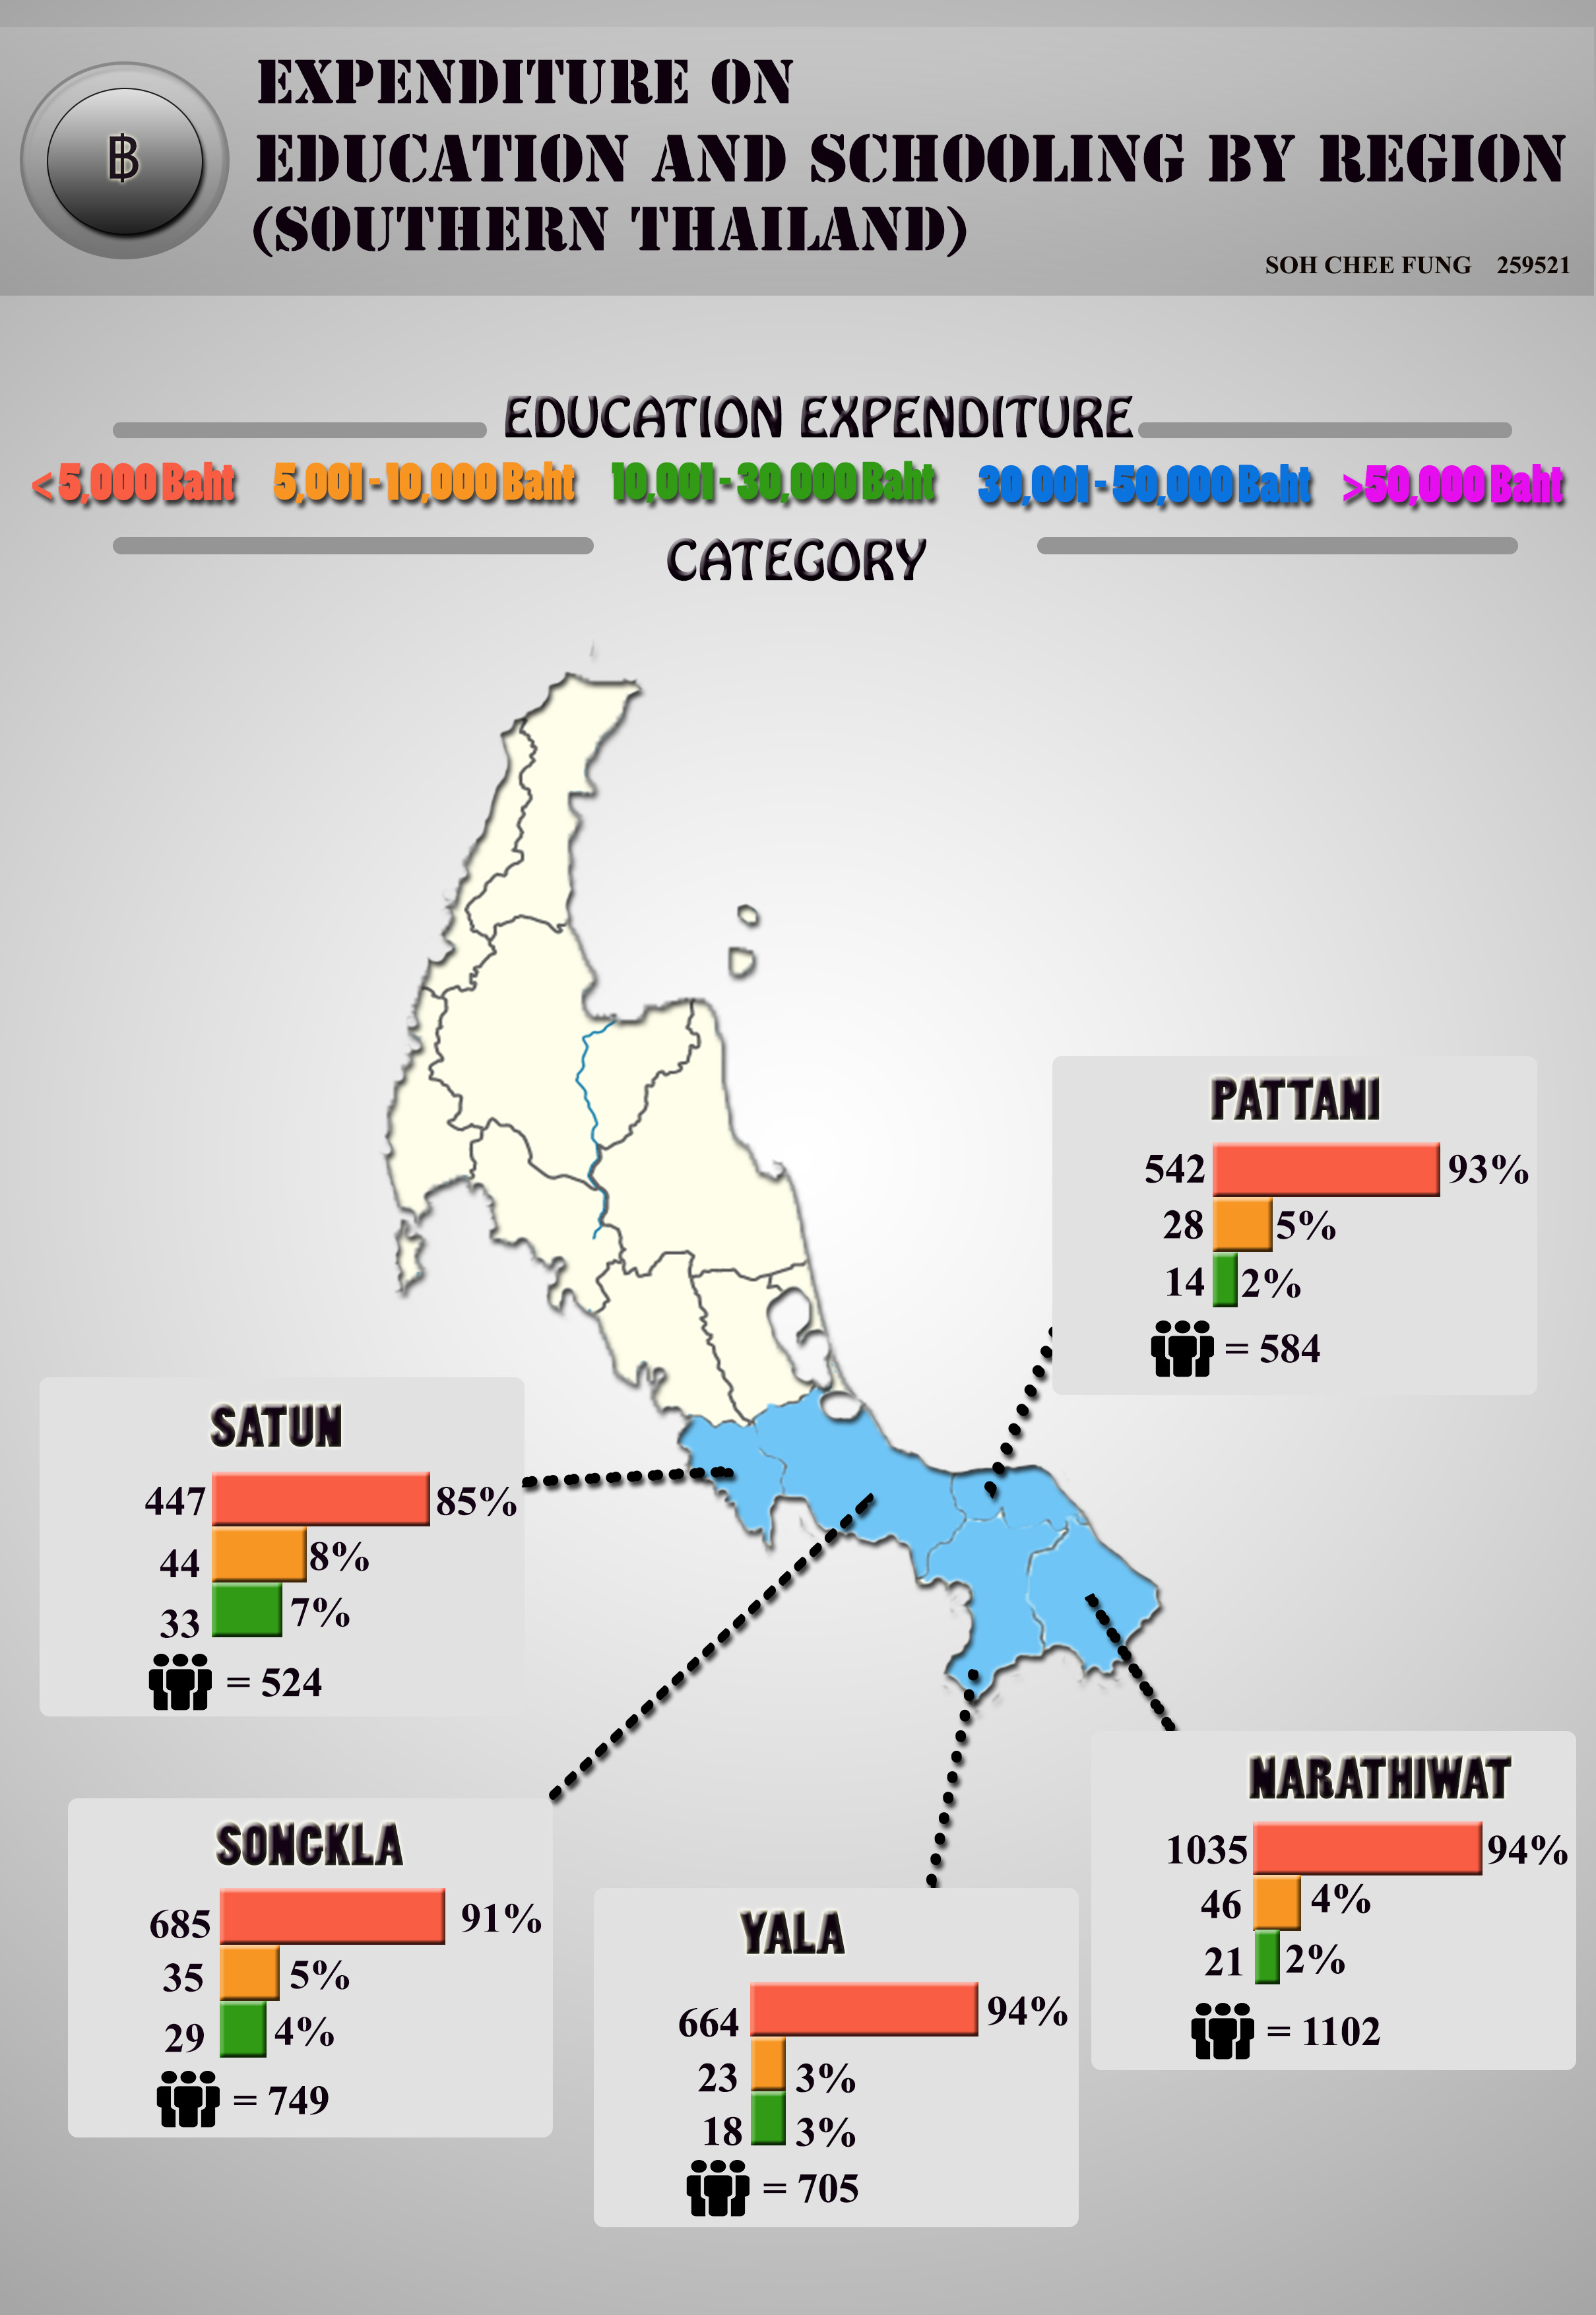 ฿
EXPENDITURE ON
EDUCATION AND SCHOOLING BY REGION
(SOUTHERN THAILAND)
SOH CHEE FUNG 259521
EDUCATION EXPENDITURE
< 5,000 Baht 5,001 - 10,000 Baht 10,001 - 30,000 Baht 30,001 - 50,000 Baht >50,000 Baht
CATEGORY
PATTANI
542 93%
28 5%
14 2%
= 584
SATUN
447 85%
44 8%
33 7%
= 524
NARATHIWAT
1035 94%
46 4%
21 2%
= 1102
SONGKLA
685 91%
35 5%
29 4%
= 749
YALA
664 94%
23 3%
18 3%
= 705